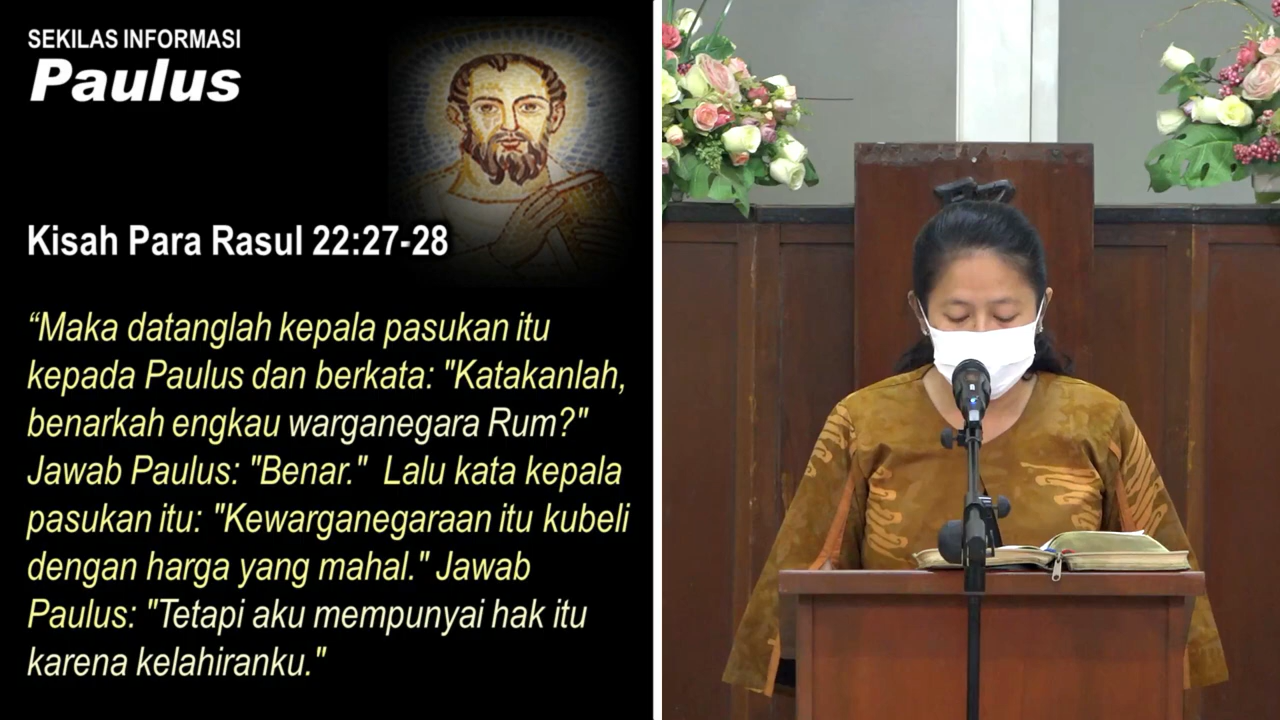 SEKILAS INFORMASI
Paulus
Kisah Para Rasul 22:27-28
“Maka datanglah kepala pasukan itu
kepada Paulus dan berkata: "Katakanlah,
benarkah engkau warganegara Rum?"
Jawab Paulus: "Benar." Lalu kata kepala
pasukan itu: "Kewarganegaraan itu kubeli
dengan harga yang mahal." Jawab
Paulus: "Tetapi aku mempunyai hak itu
karena kelahiranku."